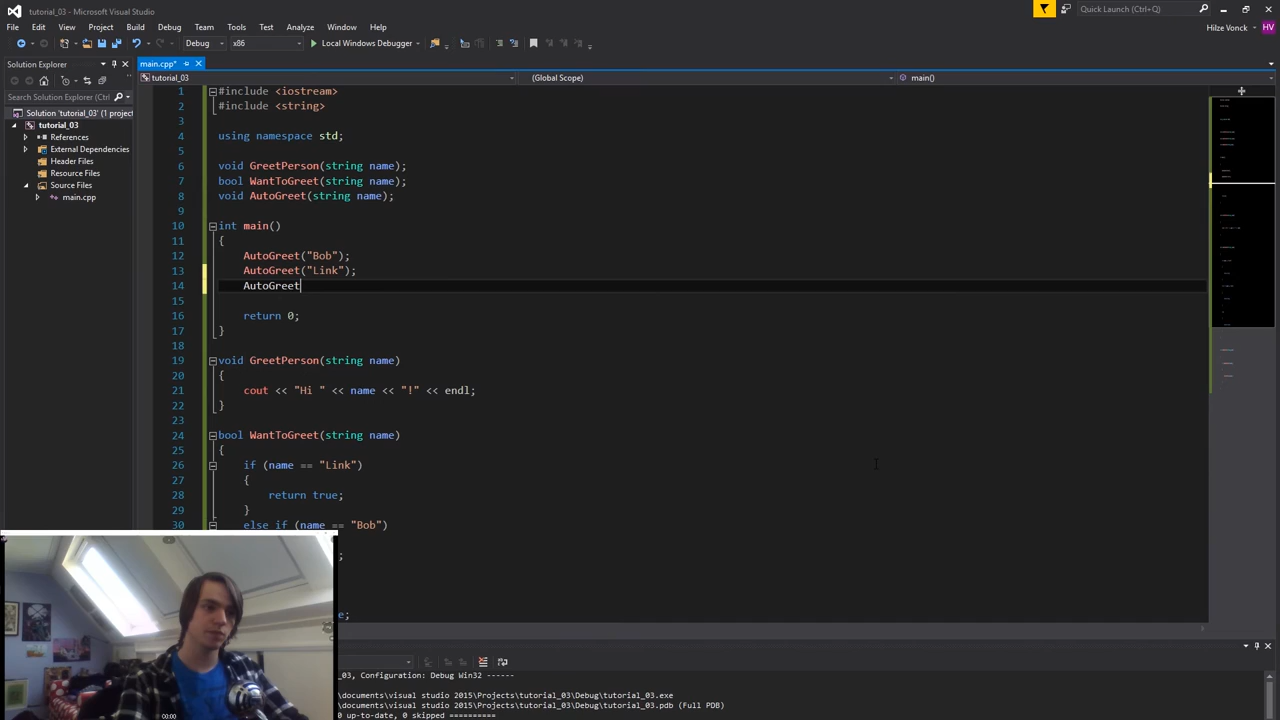 tutorial_03 - Microsoft Visual Studio
Quick Launch (Ctrl+Q)
File Edit View Project Build Debug Team Tools Test Analyze Window Help
Hilze Vonck HV
Debug x86 Local Windows Debugger
Solution Explorer
Search Solution Explorer (Ctrl
Solution 'tutorial_03' (1 project
tutorial_03
References
External Dependencies
Header Files
Resource Files
Source Files
main.cpp
main.cpp*
tutorial_03 (Global Scope) main()
1 #include <iostream>
2 #include <string>
3
4 using namespace std;
5
6 void GreetPerson(string name);
7 bool WantToGreet(string name);
8 void AutoGreet(string name);
9
10 int main()
11 {
12 AutoGreet("Bob");
13 AutoGreet("Link");
14 AutoGreet
15
16 return 0;
17 }
18
19 void GreetPerson(string name)
20 {
21 cout << "Hi " << name << "!" << endl;
22 }
23
24 bool WantToGreet(string name)
25 {
26 if (name == "Link")
27 {
28 return true;
29 }
30 else if (name == "Bob")
;
e;
_03, Configuration: Debug Win32 ------
\documents\visual studio 2015\Projects\tutorial_03\Debug\tutorial_03.exe
\documents\visual studio 2015\Projects\tutorial_03\Debug\tutorial_03.pdb (Full PDB)
0 up-to-date, 0 skipped ==========
00:00